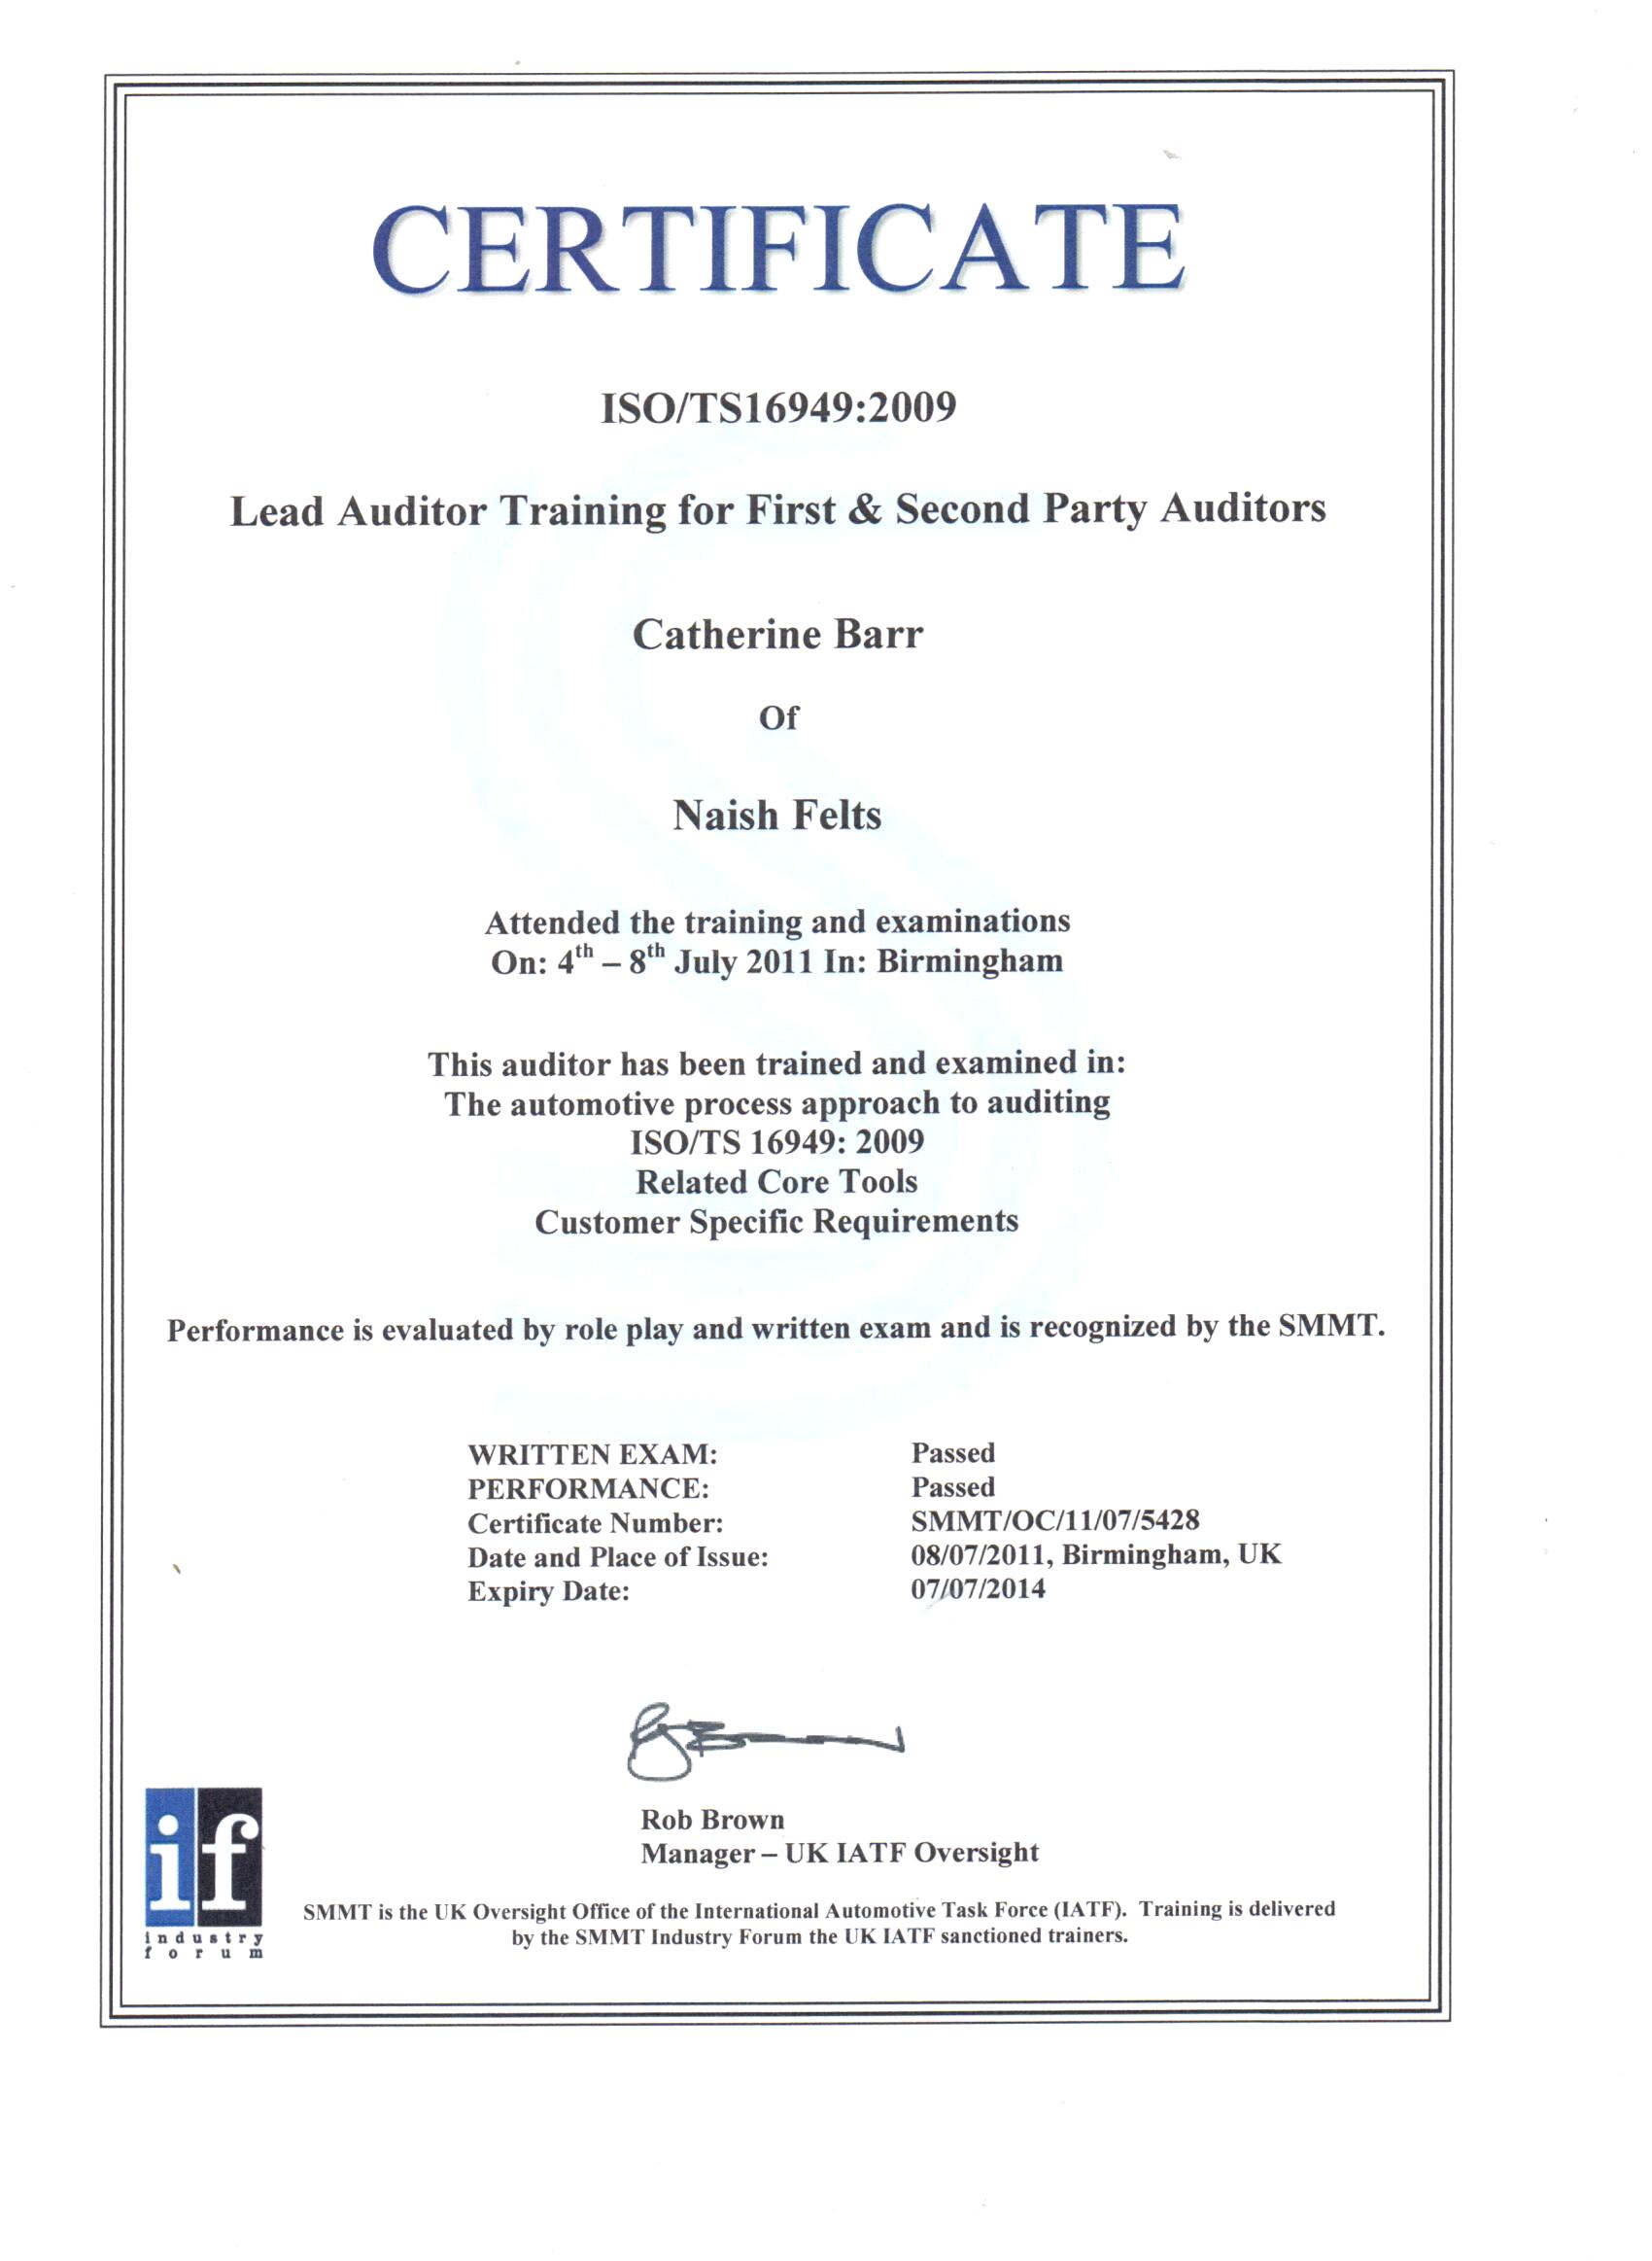 CERTIFICATE
ISO/TS16949:2009
Lead Auditor Training for First & Second Party Auditors
Catherine Barr
Of
Naish Felts
Attended the training and examinations
On: 4th – 8th July 2011 In: Birmingham
This auditor has been trained and examined in:
The automotive process approach to auditing
ISO/TS 16949: 2009
Related Core Tools
Customer Specific Requirements
Performance is evaluated by role play and written exam and is recognized by the SMMT.
WRITTEN EXAM: Passed
PERFORMANCE: Passed
Certificate Number: SMMT/OC/11/07/5428
Date and Place of Issue: 08/07/2011, Birmingham, UK
Expiry Date: 07/07/2014
Rob Brown
Manager – UK IATF Oversight
if
industry
forum
SMMT is the UK Oversight Office of the International Automotive Task Force (IATF). Training is delivered
by the SMMT Industry Forum the UK IATF sanctioned trainers.